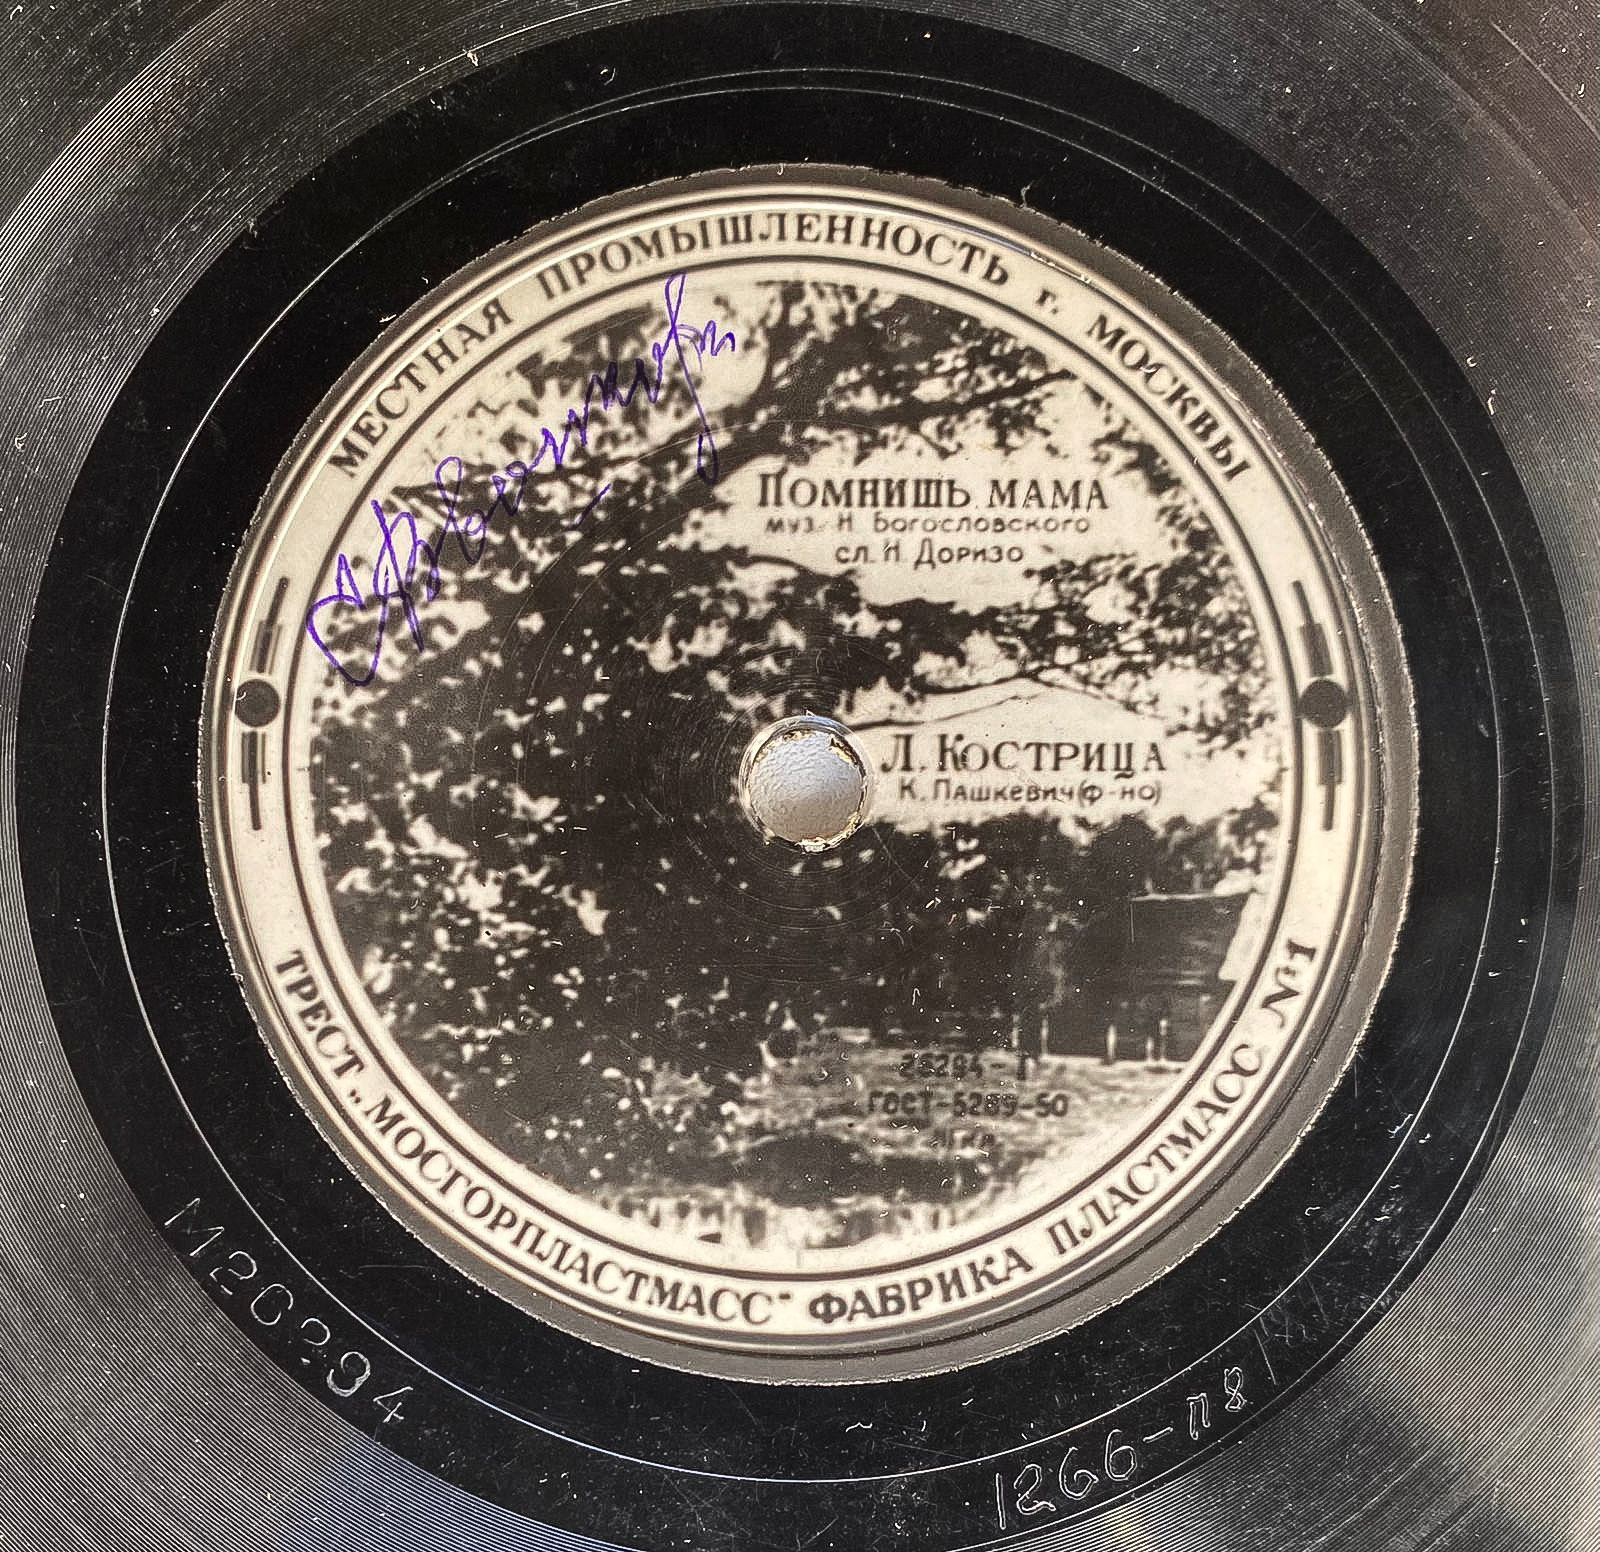 МЕСТНАЯ ПРОМЫШЛЕННОСТЬ г. МОСКВЫ
ПОМНИШЬ МАМА
муз. Н. Богословского
сл. Н. Доризо
Л. КОСТРИЦА
К. Пашкевич (ф-но)
26294-1
ГОСТ-5289-50
ТРЕСТ „МОСГОРПЛАСТМАСС" ФАБРИКА ПЛАСТМАСС №1
М26294
1266-п8